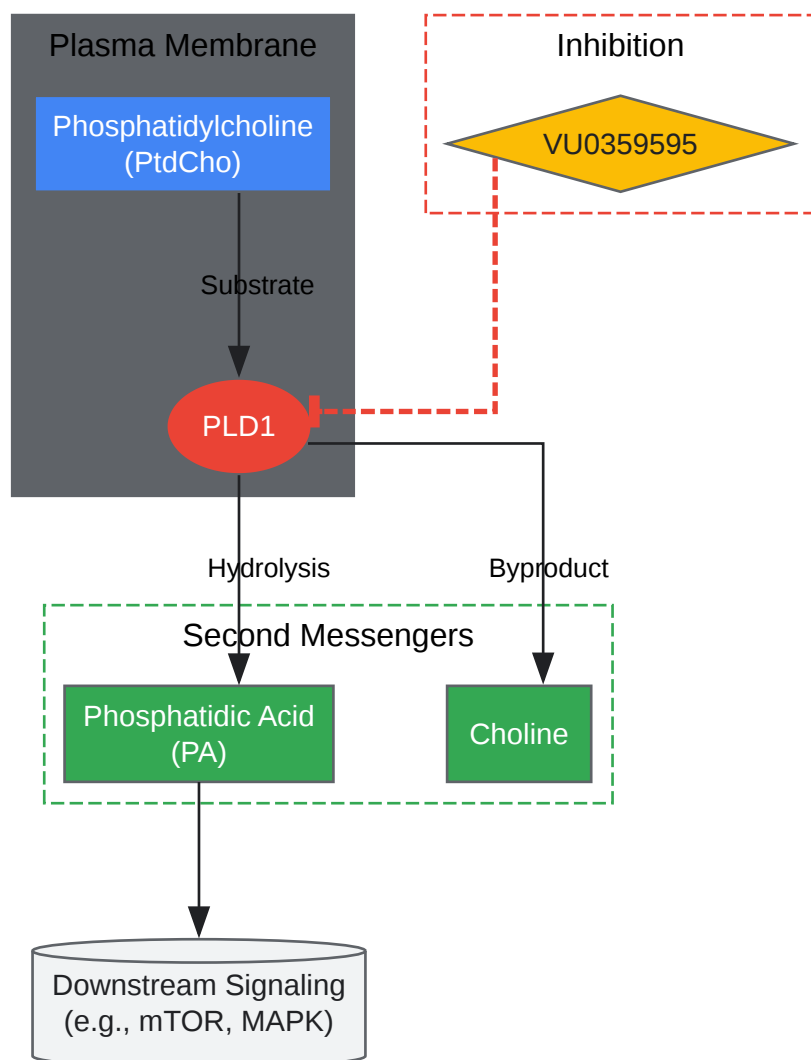 Plasma Membrane
Inhibition
Phosphatidylcholine
(PtdCho)
VU0359595
Substrate
PLD1
Hydrolysis
Byproduct
Second Messengers
Phosphatidic Acid
(PA)
Choline
Downstream Signaling
(e.g., mTOR, MAPK)